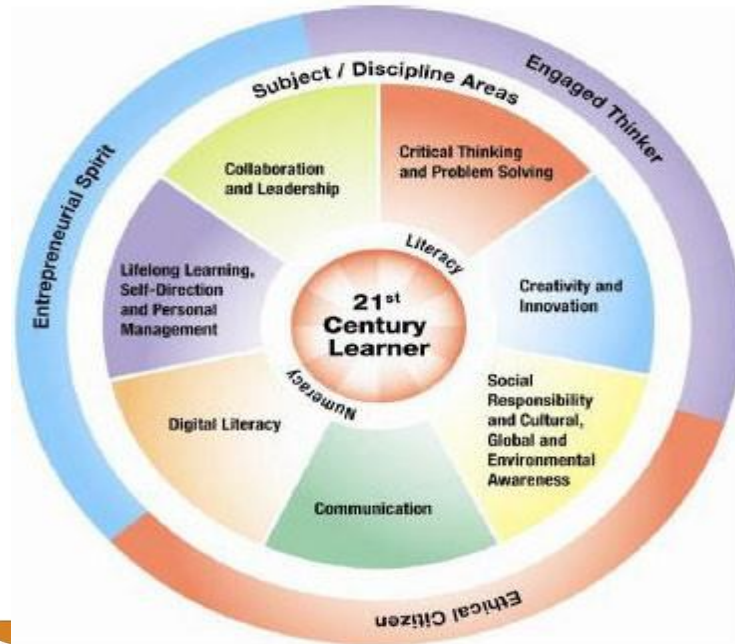 Engaged Thinker
Entrepreneurial Spirit
Ethical Citizen
Subject / Discipline Areas
Critical Thinking
and Problem Solving
Creativity and
Innovation
Social
Responsibility
and Cultural,
Global and
Environmental
Awareness
Communication
Digital Literacy
Lifelong Learning,
Self-Direction
and Personal
Management
Collaboration
and Leadership
Literacy
21st
Century
Learner
Numeracy